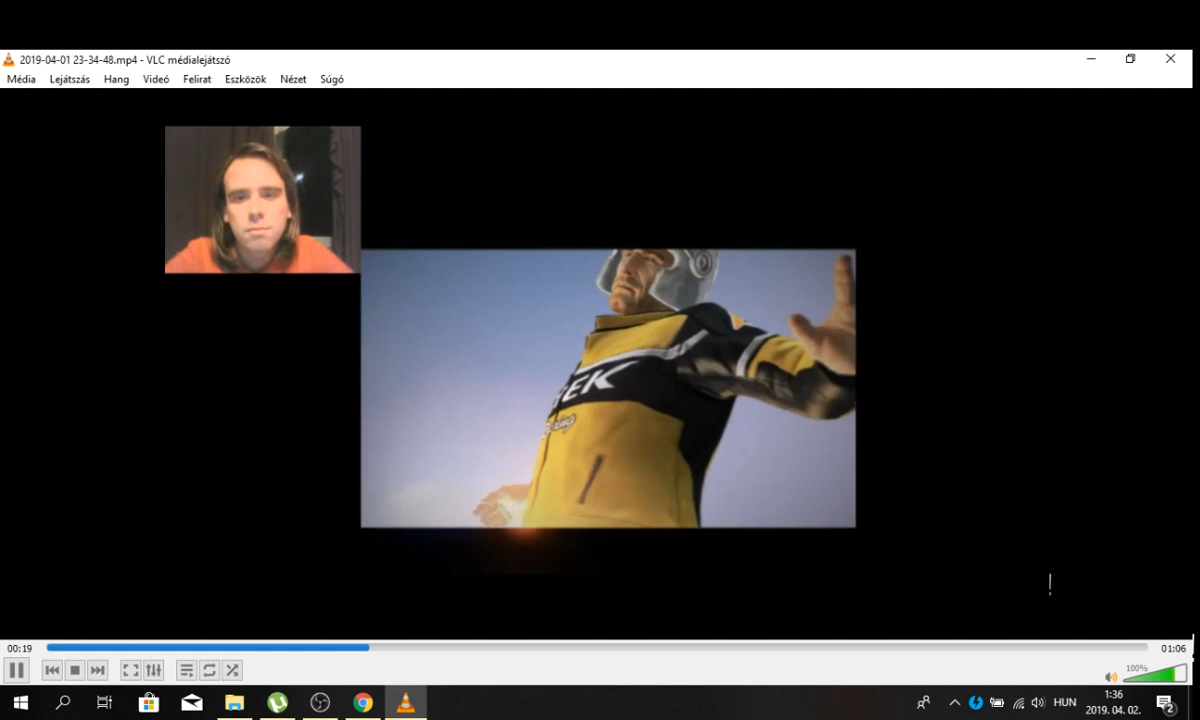 2019-04-01 23-34-48.mp4 - VLC médialejátszó
Média Lejátszás Hang Videó Felirat Eszközök Nézet Súgó
00:19
01:06
100%
HUN
1:36
2019. 04. 02.
2